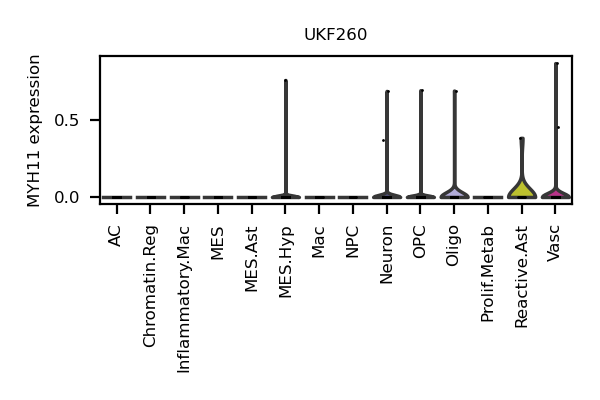 UKF260
MYH11 expression
0.5
0.0
AC
Chromatin.Reg
Inflammatory.Mac
MES
MES.Ast
MES.Hyp
Mac
NPC
Neuron
OPC
Oligo
Prolif.Metab
Reactive.Ast
Vasc